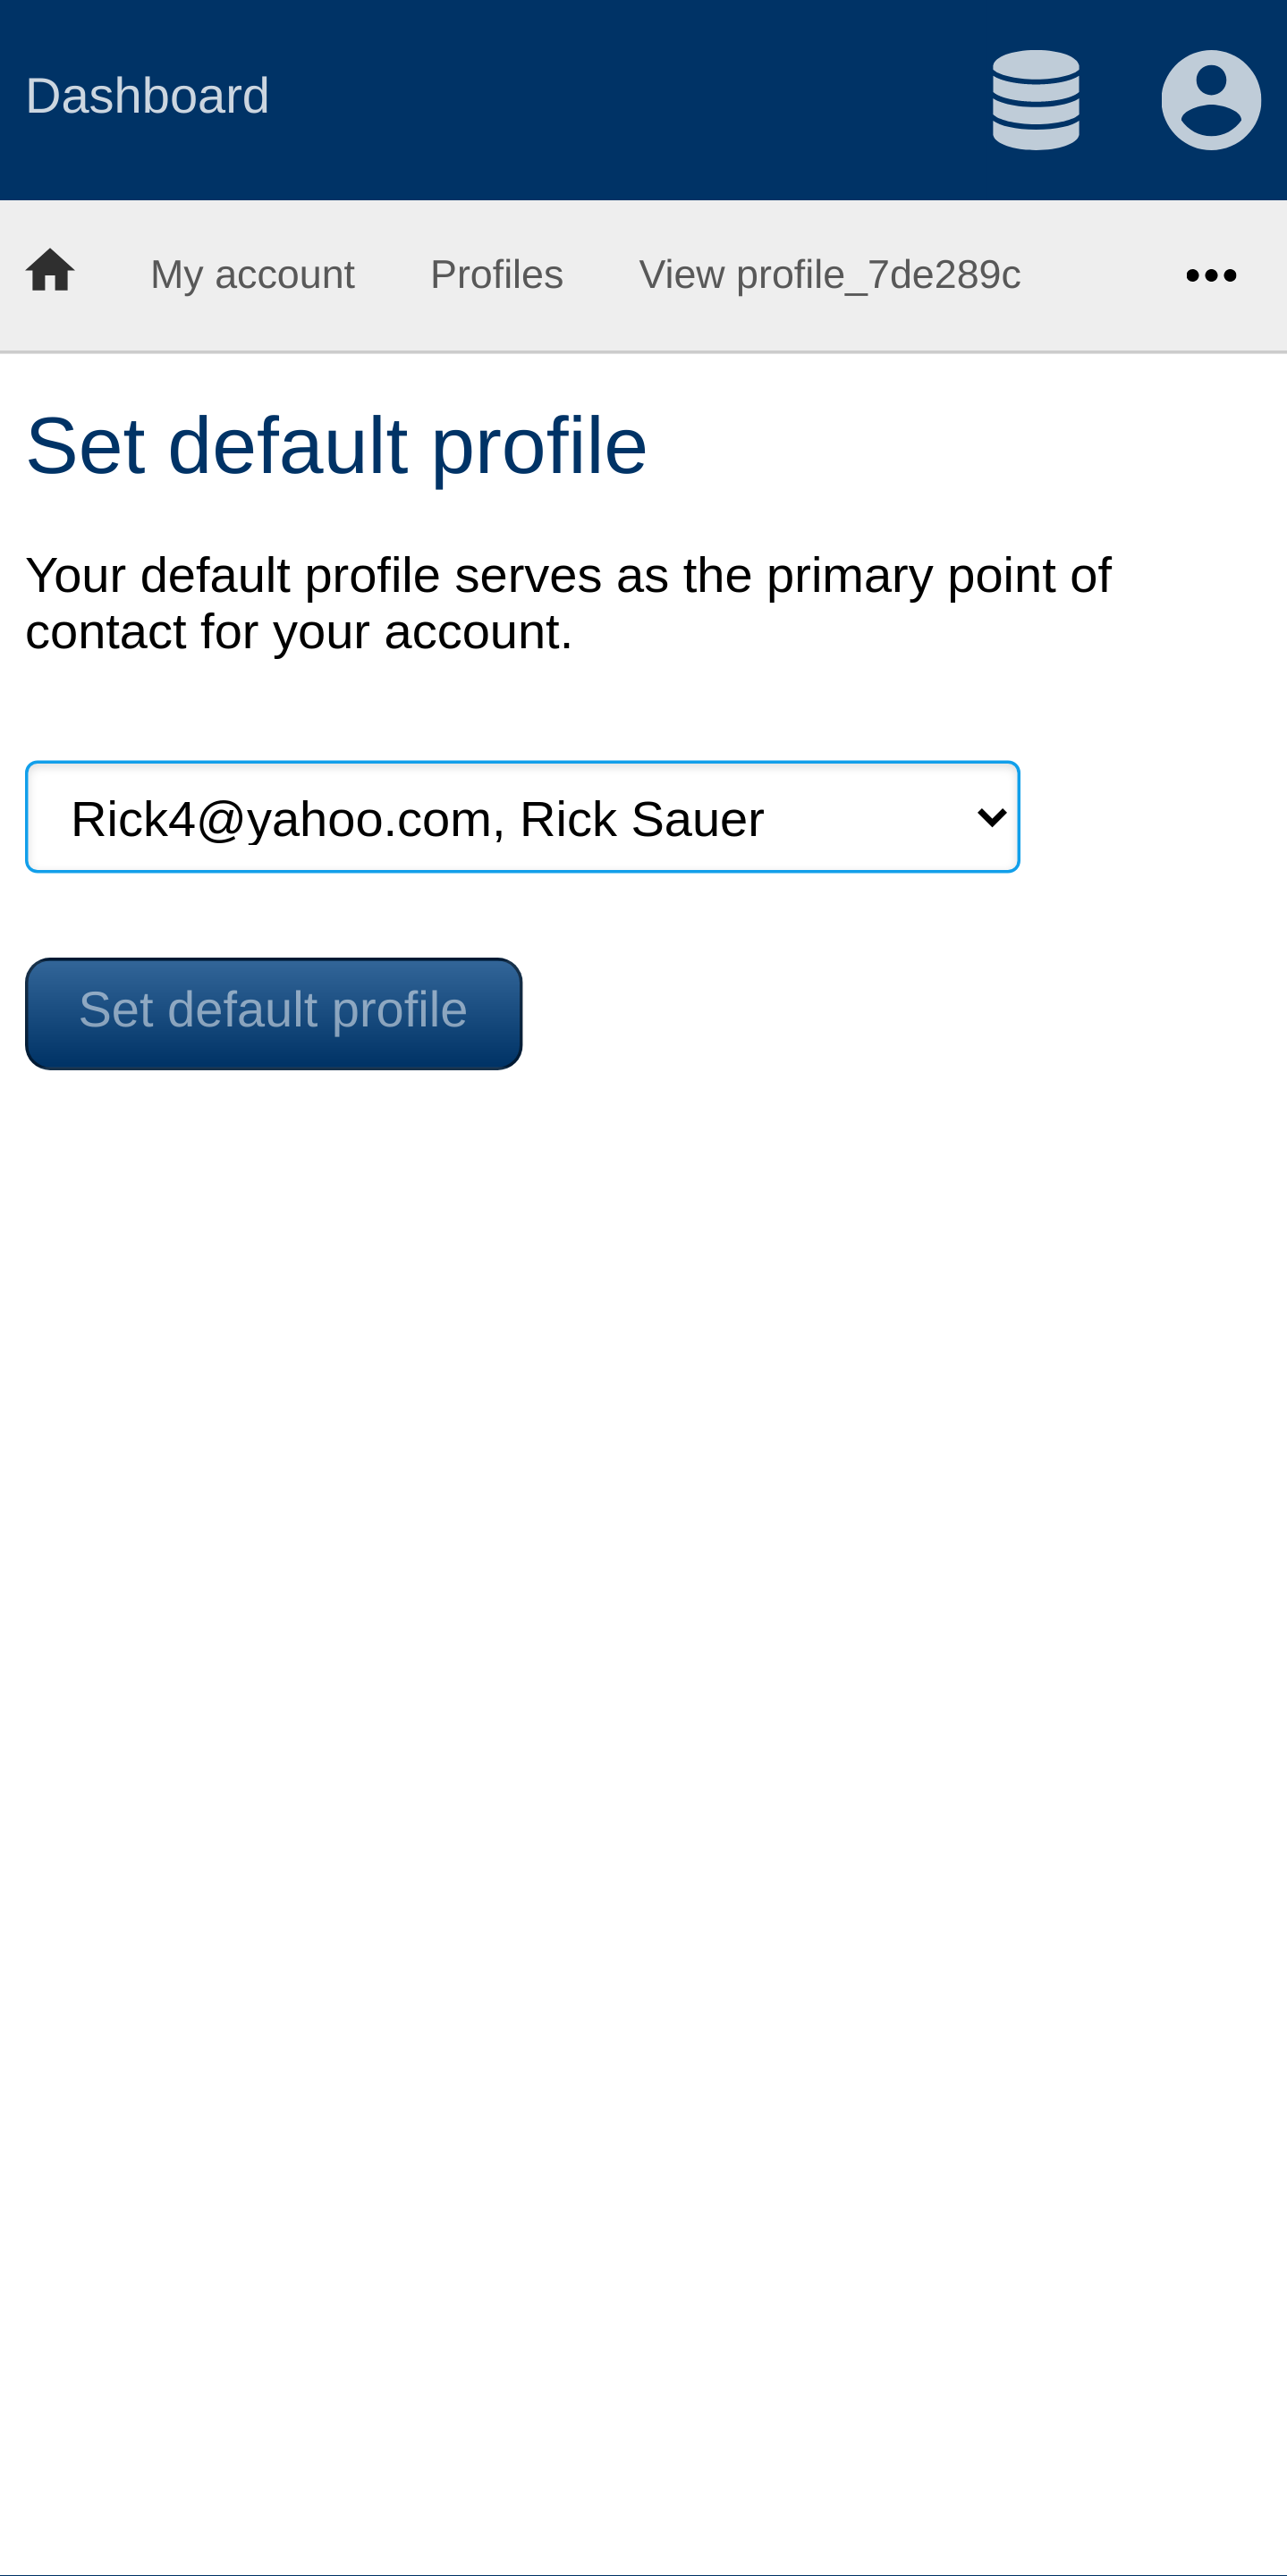 Dashboard
My account Profiles View profile_7de289c
Set default profile
Your default profile serves as the primary point of
contact for your account.
Rick4@yahoo.com, Rick Sauer
Set default profile